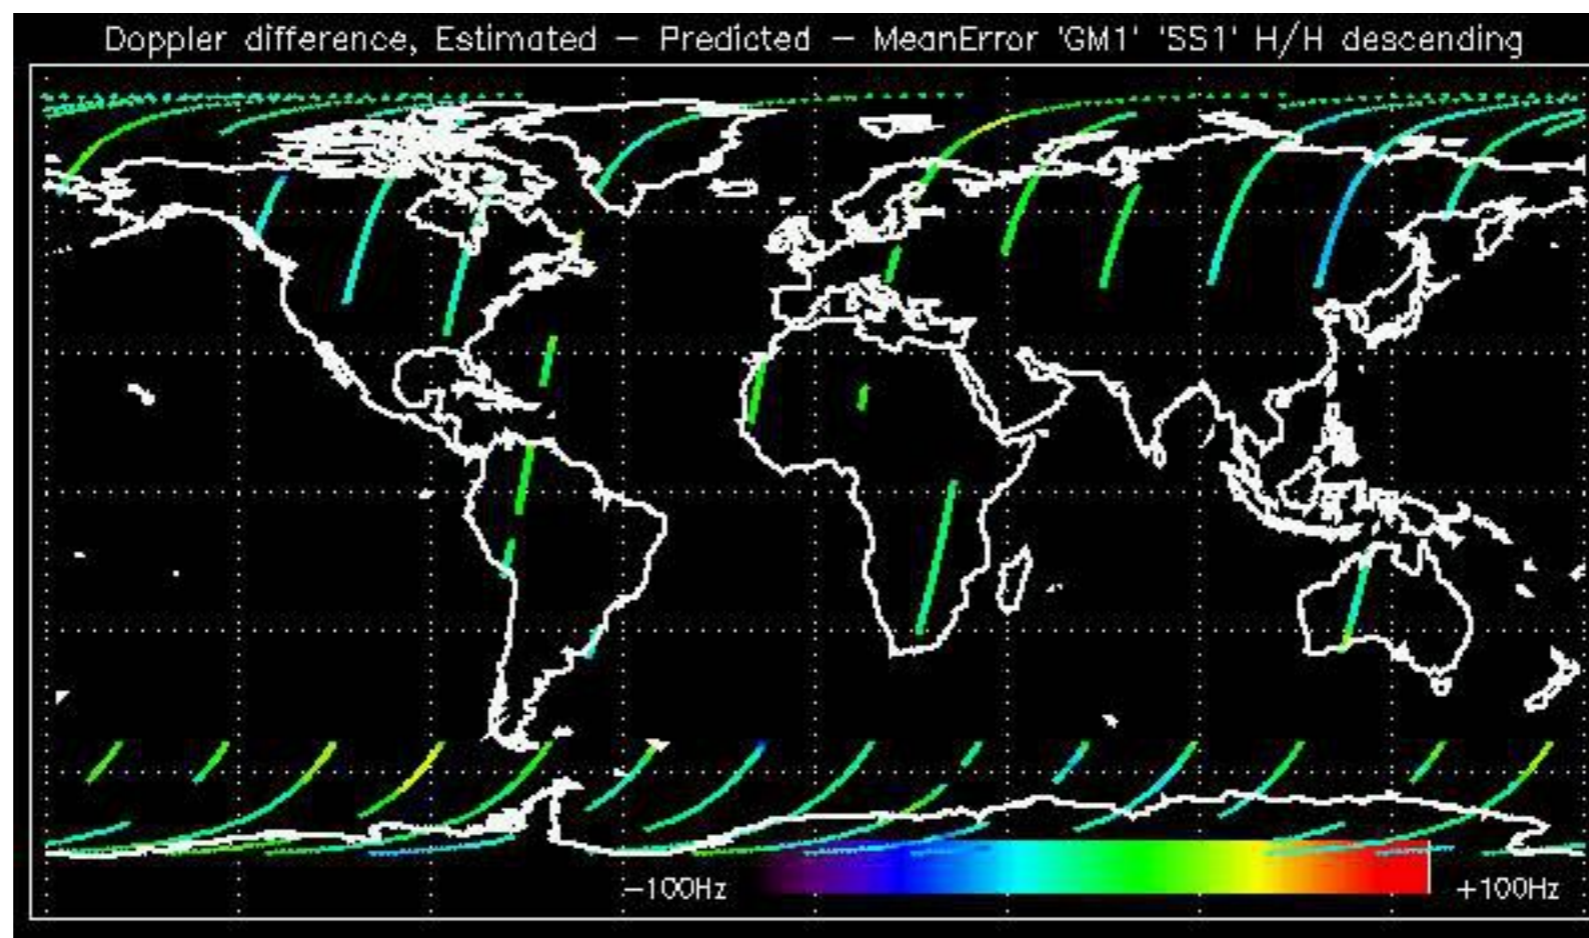 Doppler difference, Estimated – Predicted – MeanError 'GM1' 'SS1' H/H descending
-100Hz
+100Hz